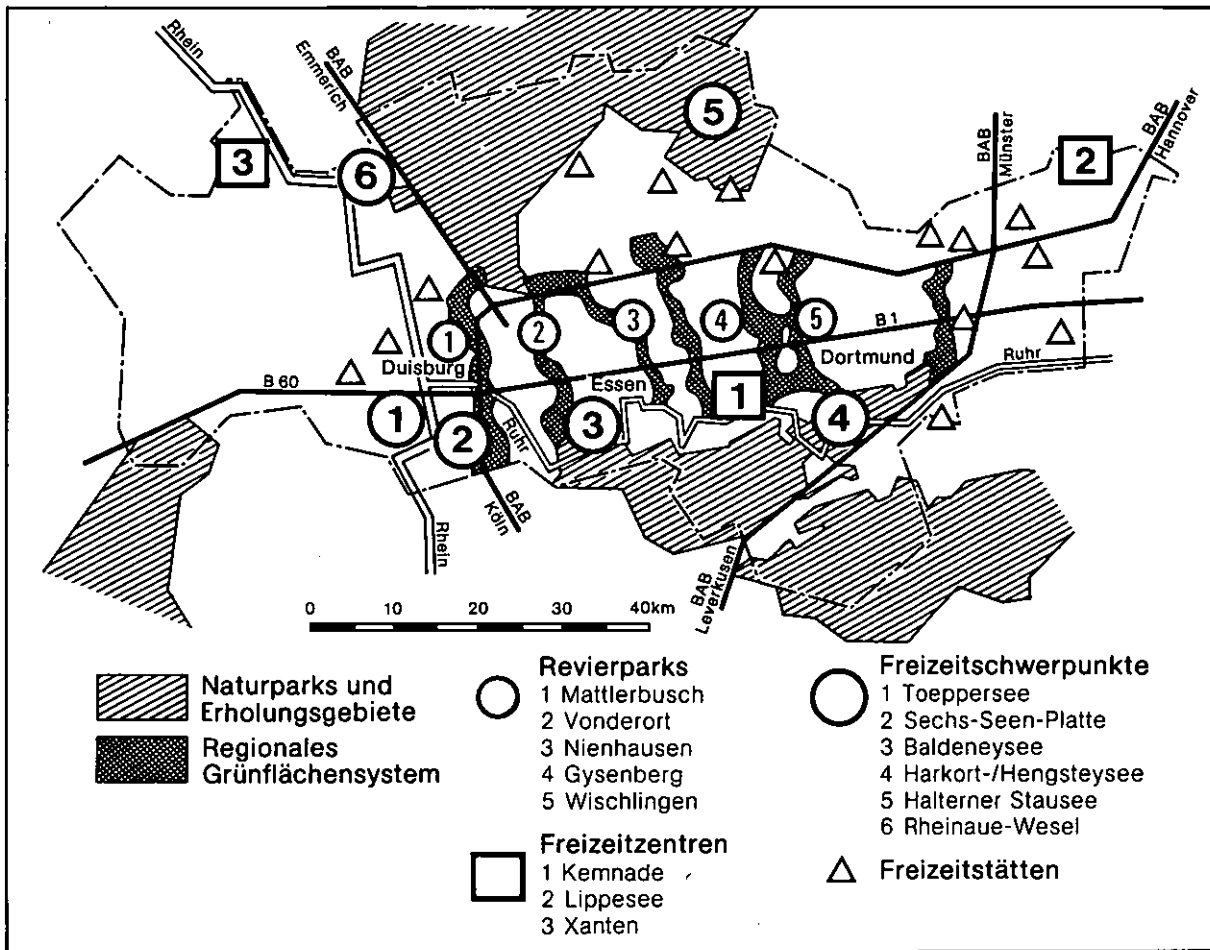 Rhein
BAB
Emmerich
BAB
Münster
BAB
Hannover
5
2
3
6
1
2
3
4
5
B 1
Duisburg
Essen
Dortmund
Ruhr
B 60
1
2
Ruhr
3
1
4
BAB
Köln
Rhein
BAB
Leverkusen
0 10 20 30 40km
Naturparks und
Erholungsgebiete
Regionales
Grünflächensystem
Revierparks
1 Mattlerbusch
2 Vonderort
3 Nienhausen
4 Gysenberg
5 Wischlingen
Freizeitzentren
1 Kemnade
2 Lippesee
3 Xanten
Freizeitschwerpunkte
1 Toeppersee
2 Sechs-Seen-Platte
3 Baldeneysee
4 Harkort-/Hengsteysee
5 Halterner Stausee
6 Rheinaue-Wesel
Freizeitstätten